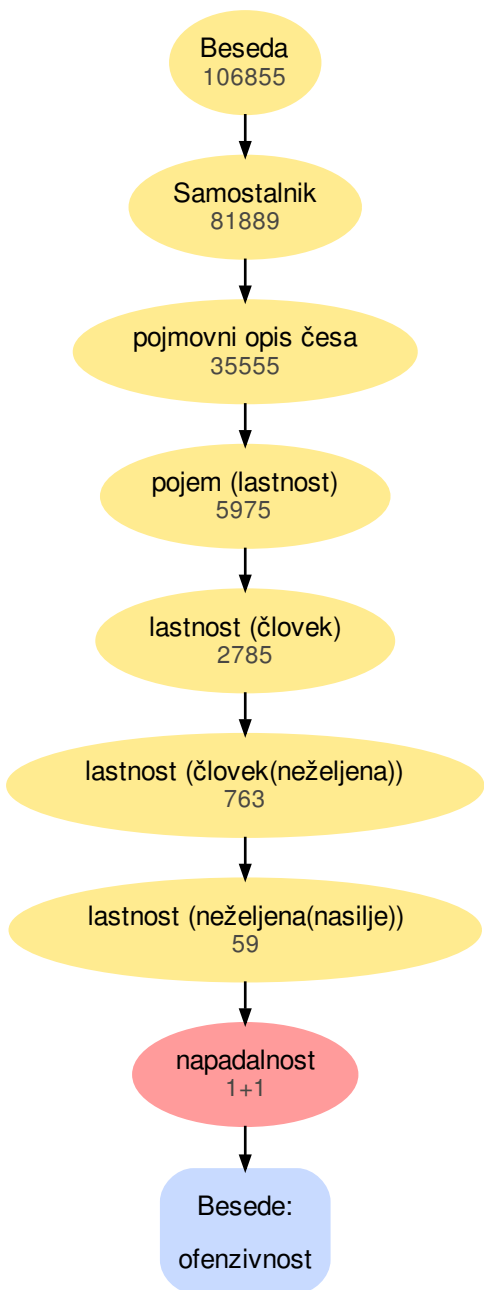 Beseda
106855
Samostalnik
81889
pojmovni opis česa
35555
pojem (lastnost)
5975
lastnost (človek)
2785
lastnost (človek(neželjena))
763
lastnost (neželjena(nasilje))
59
napadalnost
1+1
Besede:
ofenzivnost